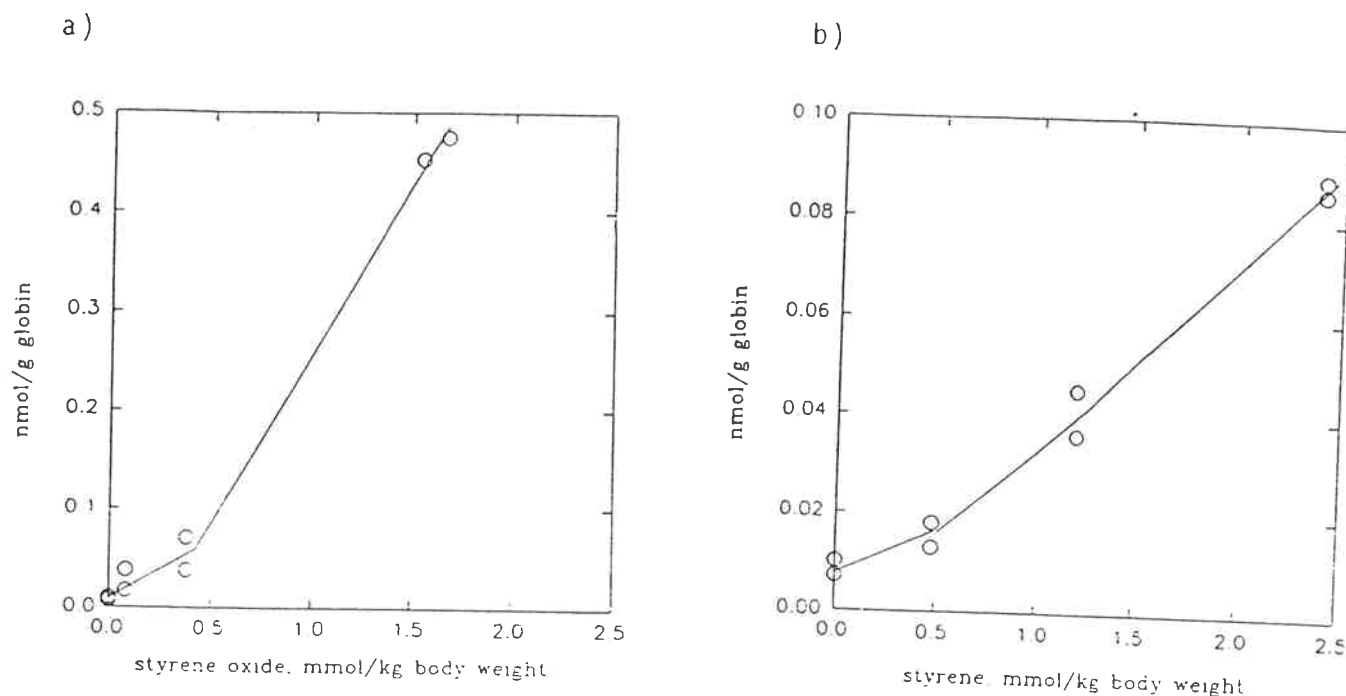 a)
0.5
0.4
0.3
0.2
0.1
0.0
nmol/g globin
0.0 0.5 1.0 1.5 2.0 2.5
styrene oxide, mmol/kg body weight
b)
0.10
0.08
0.06
0.04
0.02
0.00
nmol/g globin
0.0 0.5 1.0 1.5 2.0 2.5
styrene, mmol/kg body weight